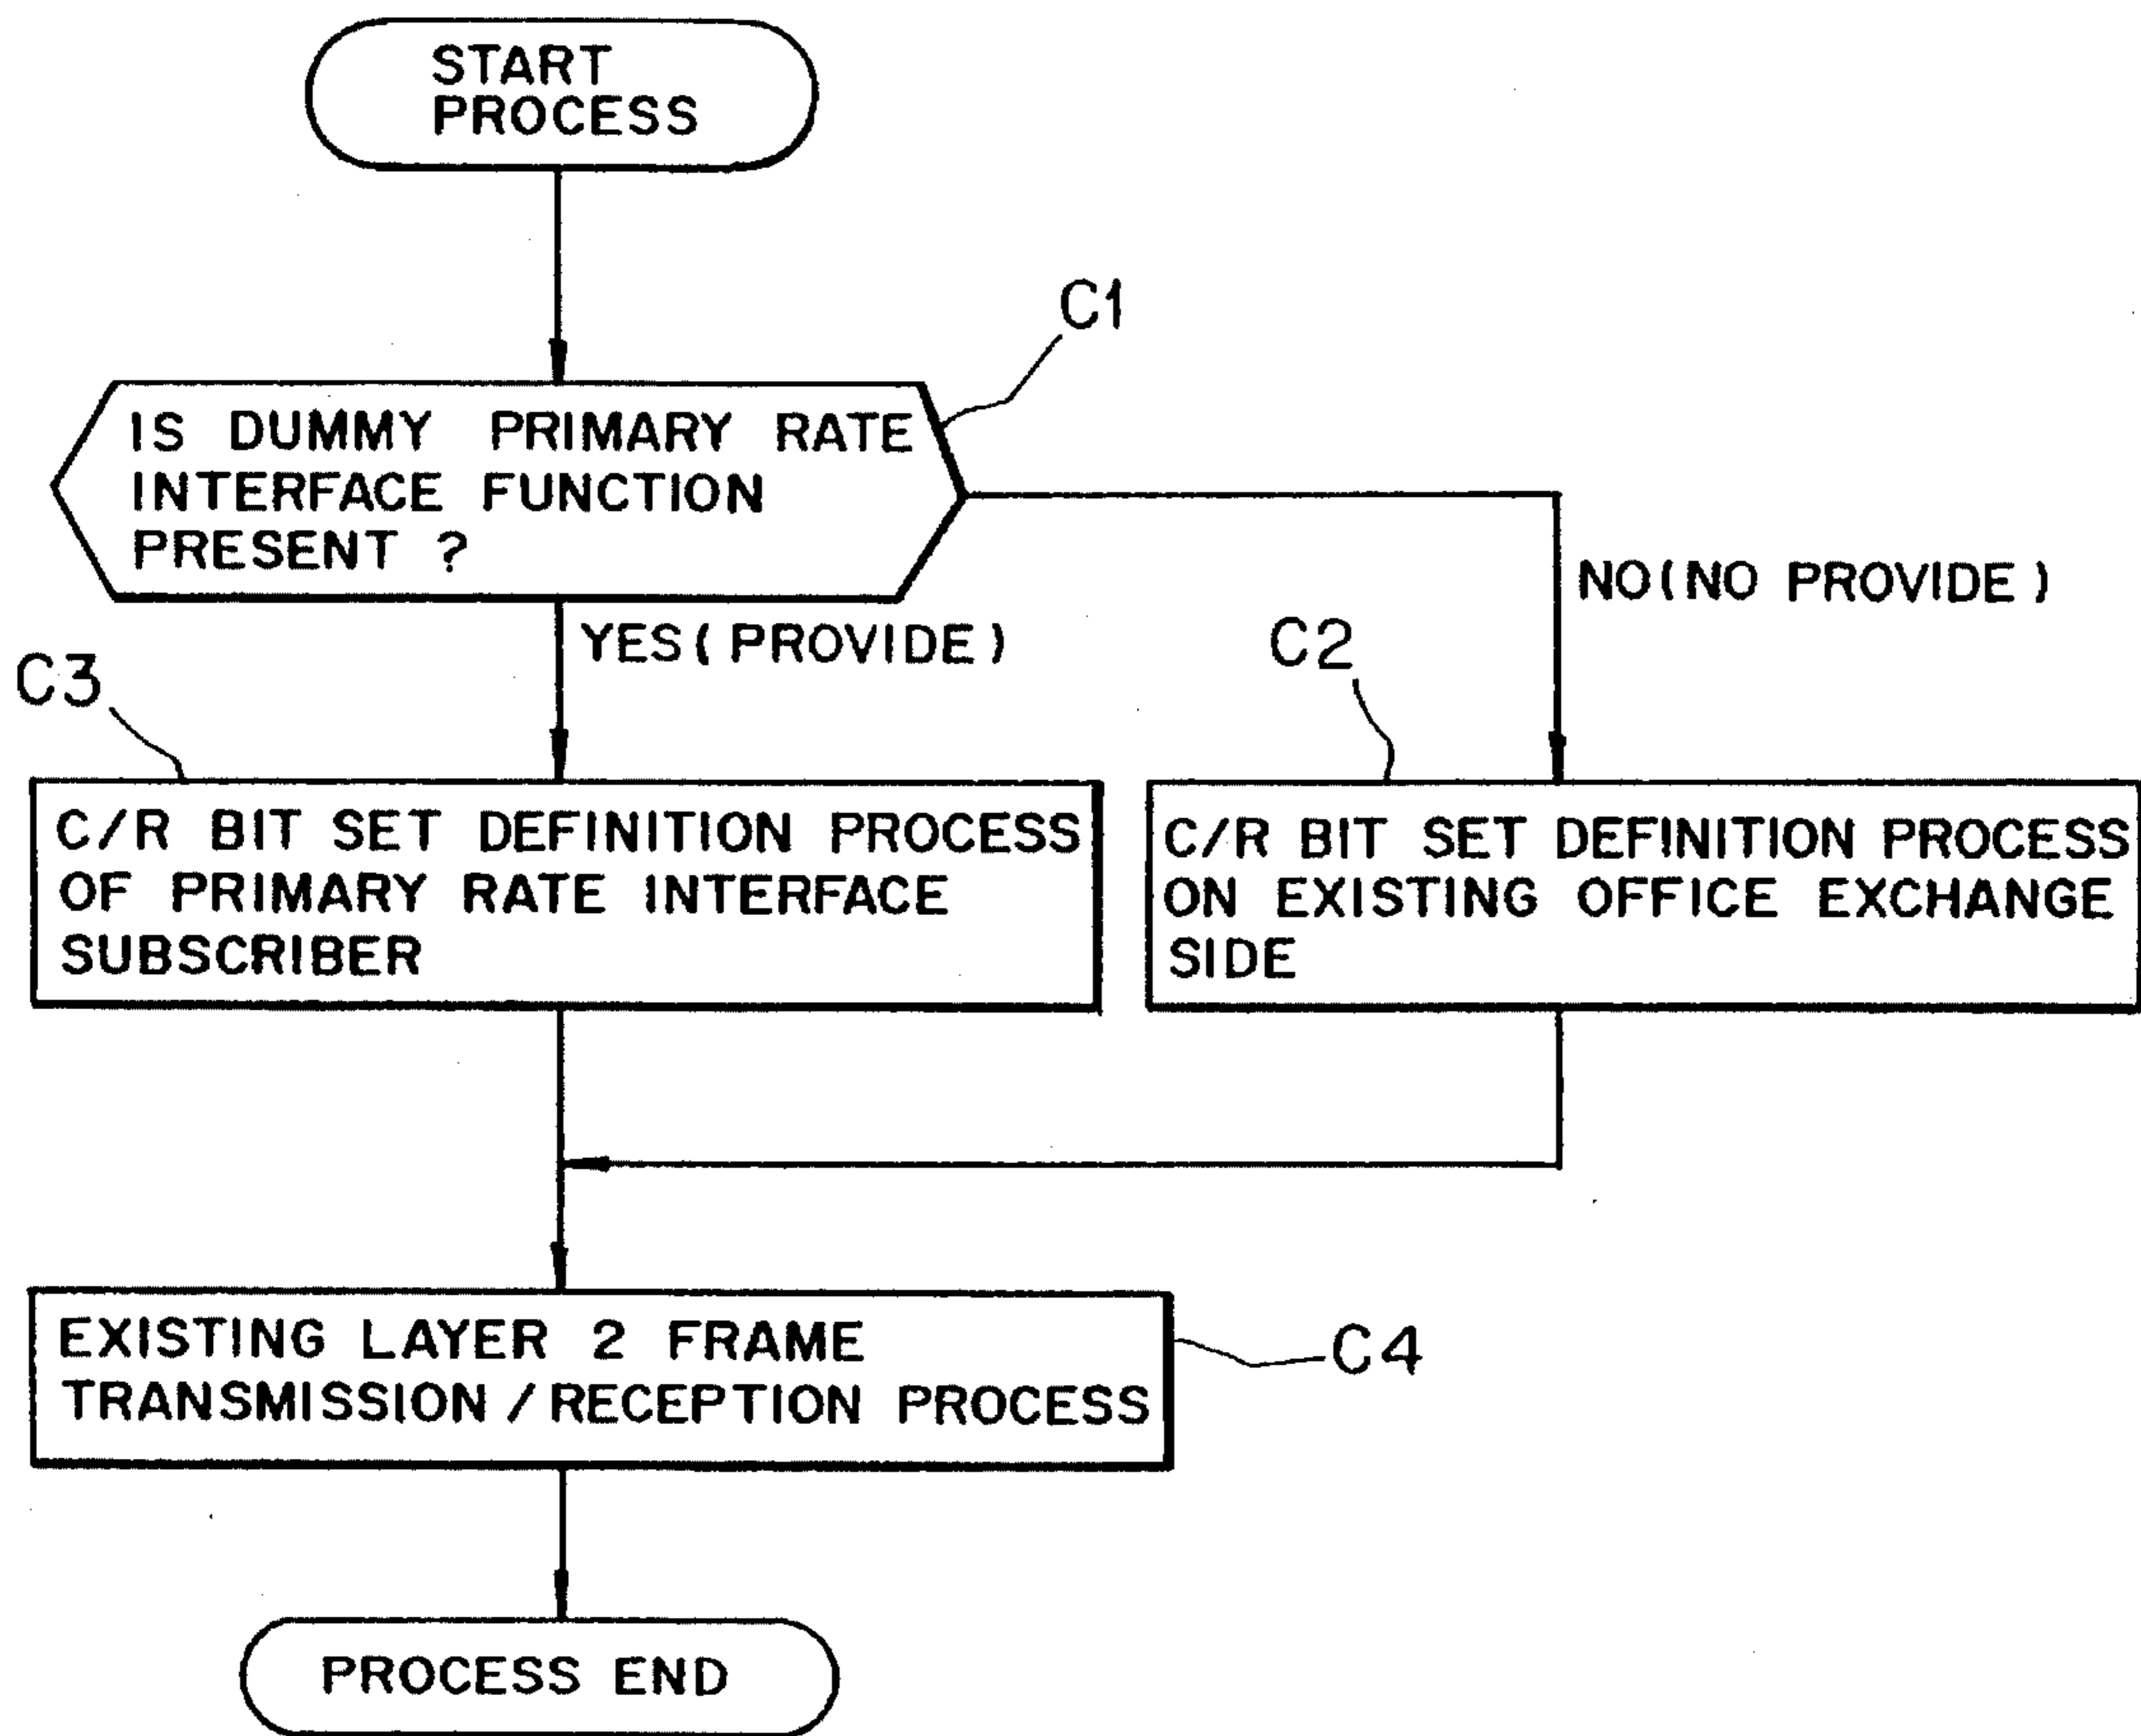 START
PROCESS
C1
IS DUMMY PRIMARY RATE
INTERFACE FUNCTION
PRESENT ?
NO(NO PROVIDE)
YES(PROVIDE)
C3
C2
C/R BIT SET DEFINITION PROCESS
OF PRIMARY RATE INTERFACE
SUBSCRIBER
C/R BIT SET DEFINITION PROCESS
ON EXISTING OFFICE EXCHANGE
SIDE
EXISTING LAYER 2 FRAME
TRANSMISSION/RECEPTION PROCESS
C4
PROCESS END